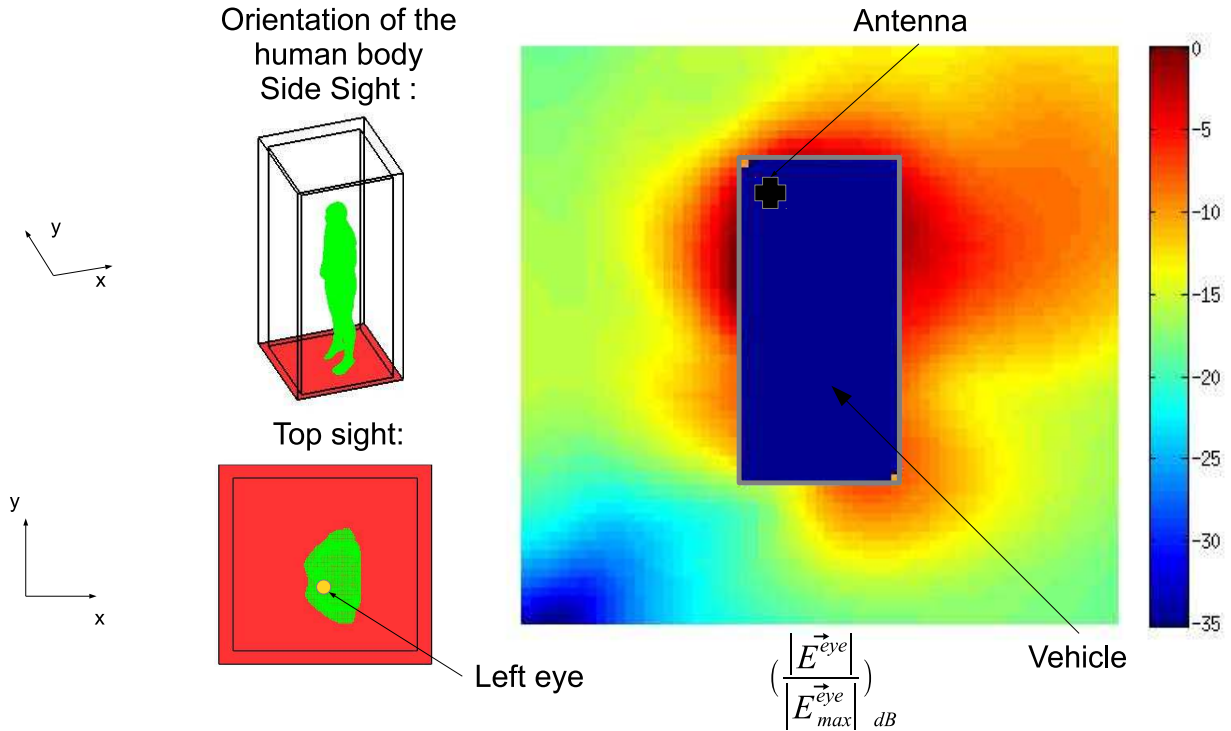 Orientation of the
human body
Side Sight :
y
x
Top sight:
y
x
Left eye
Antenna
Vehicle
0
−5
−10
−15
−20
−25
−30
−35
(|E⃗^eye| / |E⃗^eye_max|)_dB